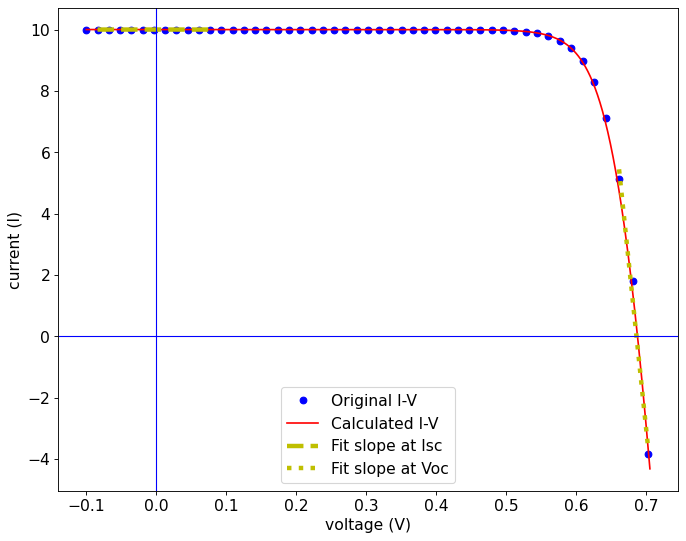 10
8
6
4
2
0
−2
−4
current (I)
Original I-V
Calculated I-V
Fit slope at Isc
Fit slope at Voc
−0.1 0.0 0.1 0.2 0.3 0.4 0.5 0.6 0.7
voltage (V)